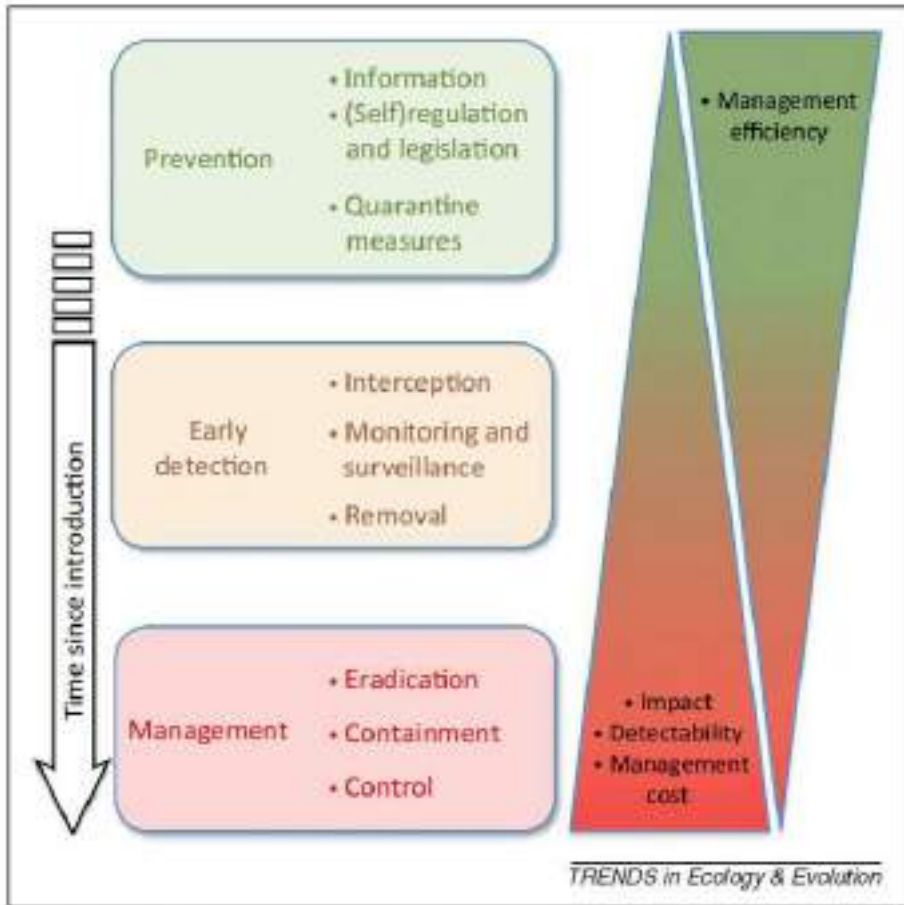 Prevention
• Information
• (Self)regulation
and legislation
• Quarantine
measures
• Management
efficiency
Time since introduction
Early
detection
• Interception
• Monitoring and
surveillance
• Removal
Management
• Eradication
• Containment
• Control
• Impact
• Detectability
• Management
cost
TRENDS in Ecology & Evolution